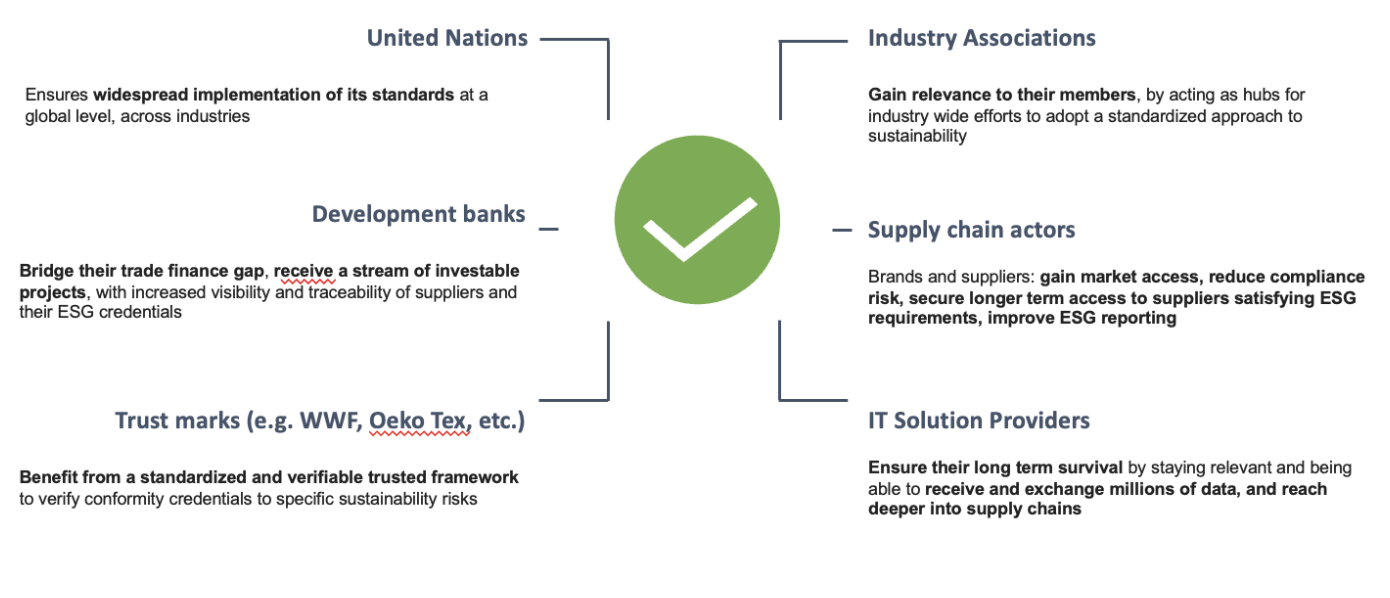 United Nations
Ensures widespread implementation of its standards at a
global level, across industries
Development banks
Bridge their trade finance gap, receive a stream of investable
projects, with increased visibility and traceability of suppliers and
their ESG credentials
Trust marks (e.g. WWF, Oeko Tex, etc.)
Benefit from a standardized and verifiable trusted framework
to verify conformity credentials to specific sustainability risks
Industry Associations
Gain relevance to their members, by acting as hubs for
industry wide efforts to adopt a standardized approach to
sustainability
Supply chain actors
Brands and suppliers: gain market access, reduce compliance
risk, secure longer term access to suppliers satisfying ESG
requirements, improve ESG reporting
IT Solution Providers
Ensure their long term survival by staying relevant and being
able to receive and exchange millions of data, and reach
deeper into supply chains